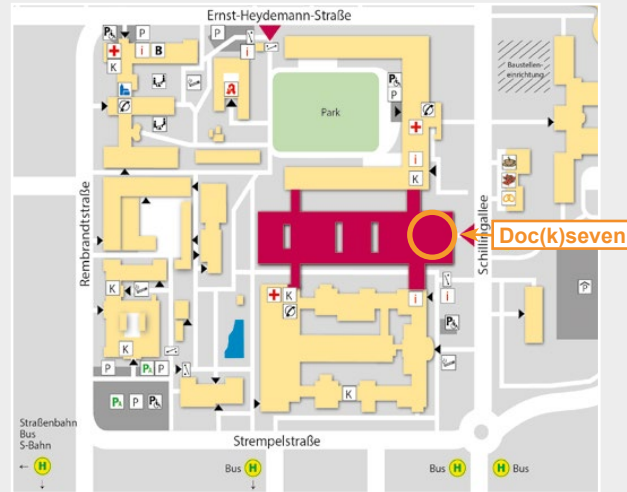 Ernst-Heydemann-Straße
P
P
i
B
K
i
Baustellen-
einrichtung
Park
P
P
i
K
Rembrandtstraße
Schillingallee
Doc(k)seven
K
K
i
i
P
K
P
P
P
K
P
P
P
Straßenbahn
Bus
S-Bahn
Strempelstraße
← H
Bus H
Bus H
H Bus